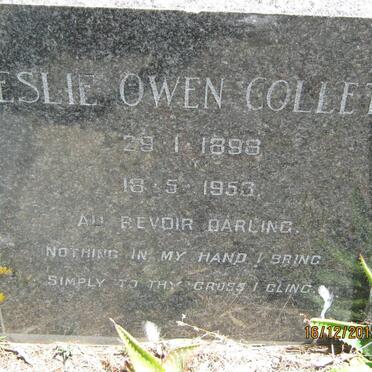 ESLIE OWEN COLLET
29·1·1898
18·5·1953.
AU REVOIR DARLING.
NOTHING IN MY HAND I BRING
SIMPLY TO THY CROSS I CLING.
16/12/201